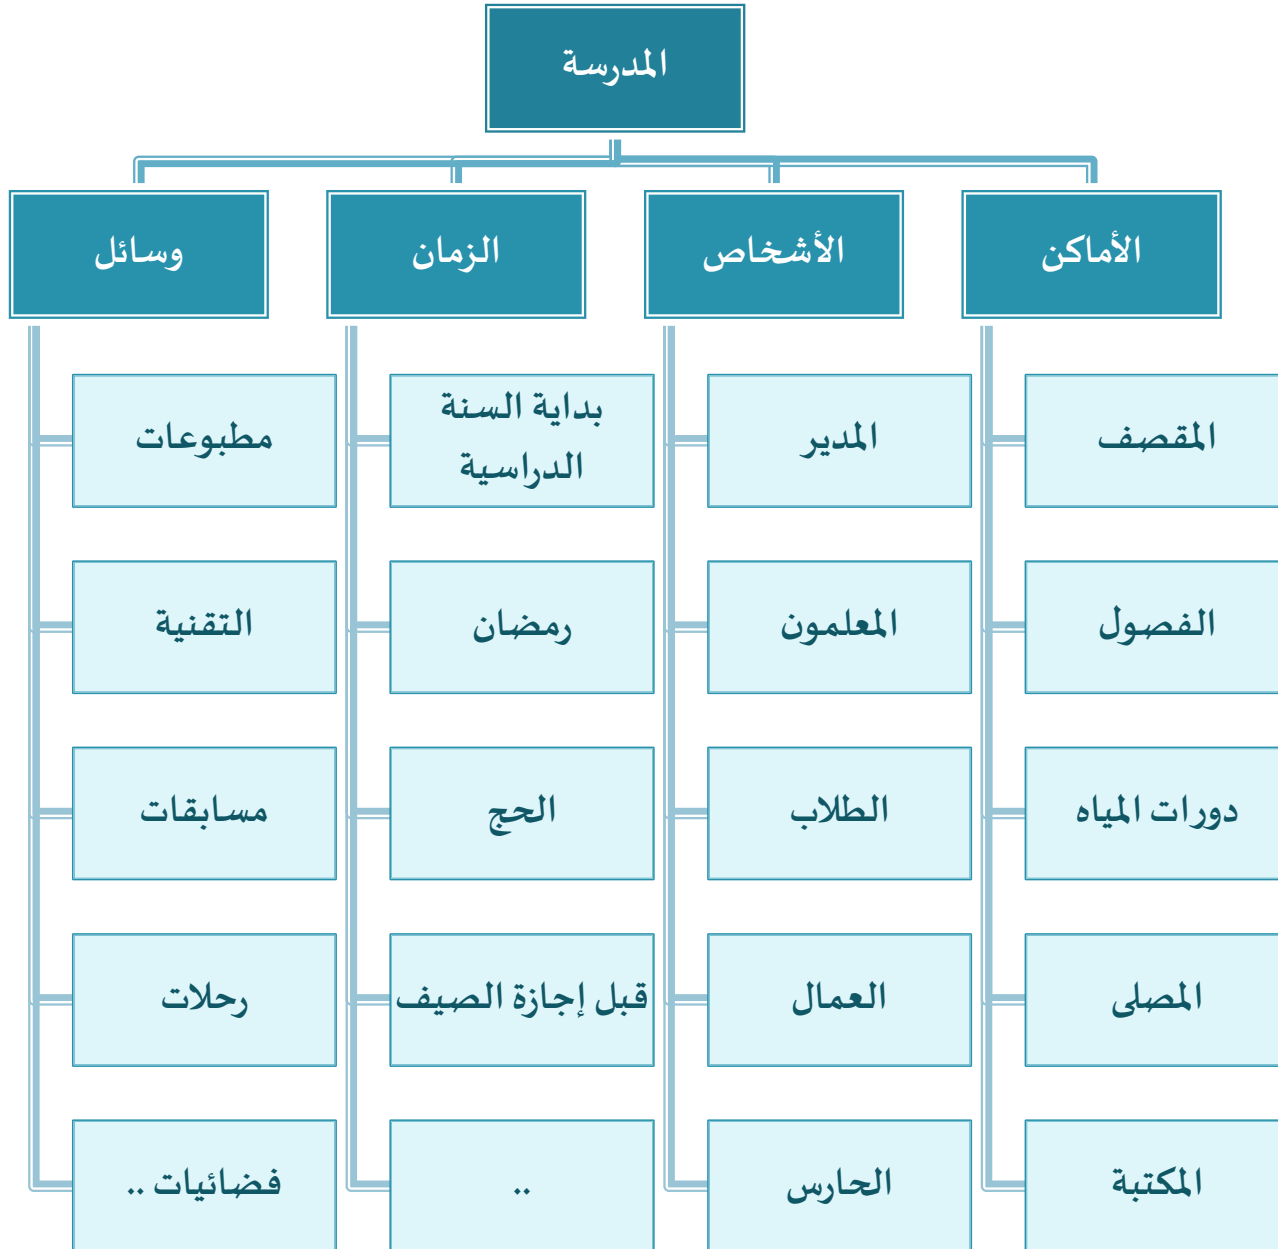 المدرسة
الأماكن
الأشخاص
الزمان
وسائل
المقصف
المدير
بداية السنة
الدراسية
مطبوعات
الفصول
المعلمون
رمضان
التقنية
دورات المياه
الطلاب
الحج
مسابقات
المصلى
العمال
قبل إجازة الصيف
رحلات
المكتبة
الحارس
..
فضائيات ..